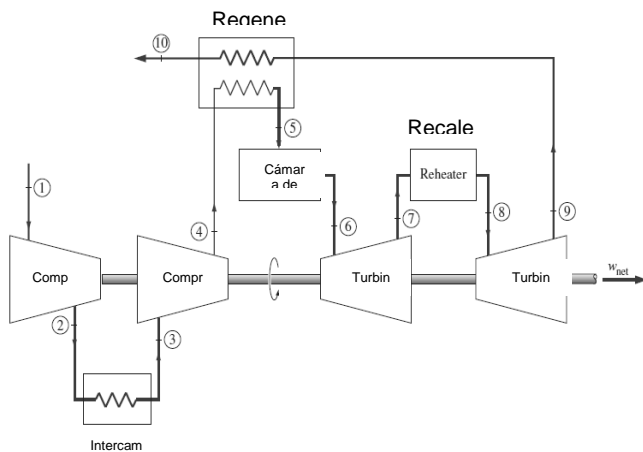 Regene
10
5
Recale
Cámar
a de
Reheater
1
4
6
7
8
9
Comp
Compr
Turbin
Turbin
wnet
2
3
Intercam